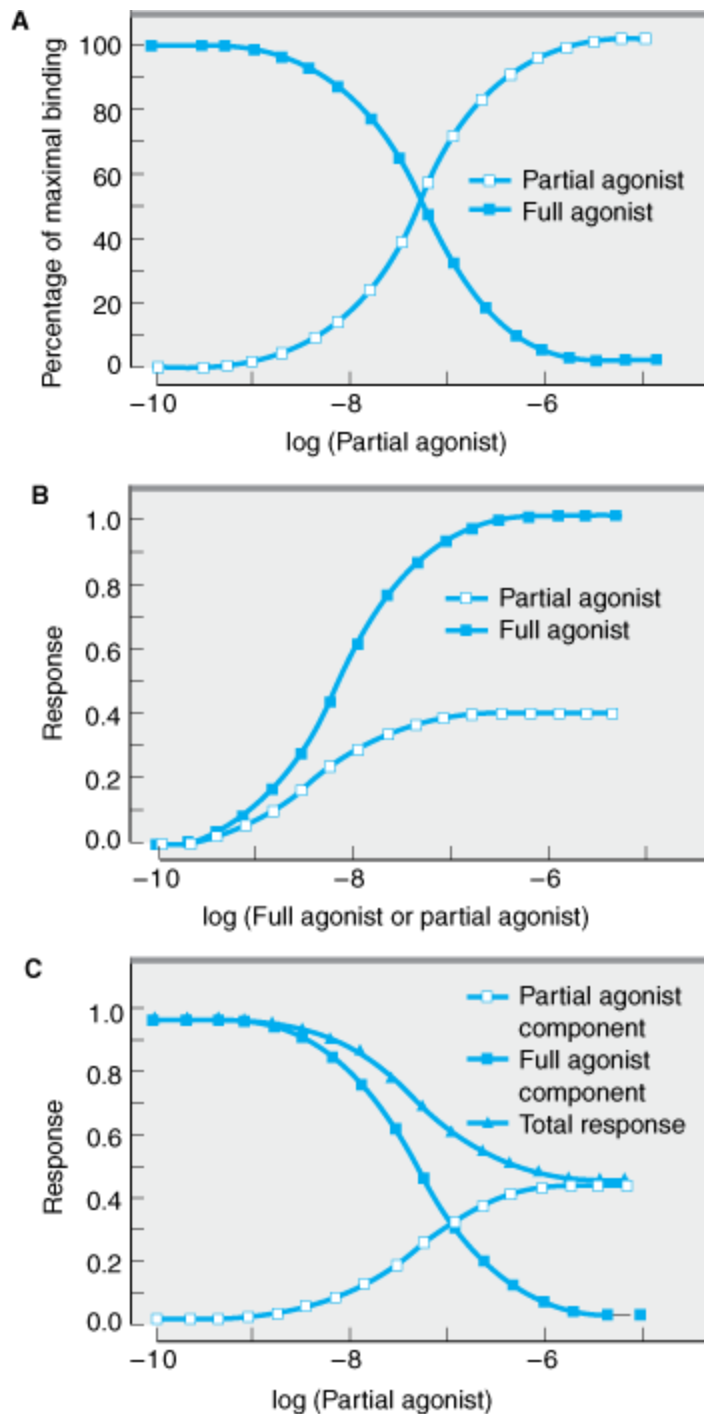 A
Percentage of maximal binding
100
80
60
40
20
0
Partial agonist
Full agonist
−10
−8
−6
log (Partial agonist)
B
Response
1.0
0.8
0.6
0.4
0.2
0.0
Partial agonist
Full agonist
−10
−8
−6
log (Full agonist or partial agonist)
C
Response
1.0
0.8
0.6
0.4
0.2
0.0
Partial agonist
component
Full agonist
component
Total response
−10
−8
−6
log (Partial agonist)